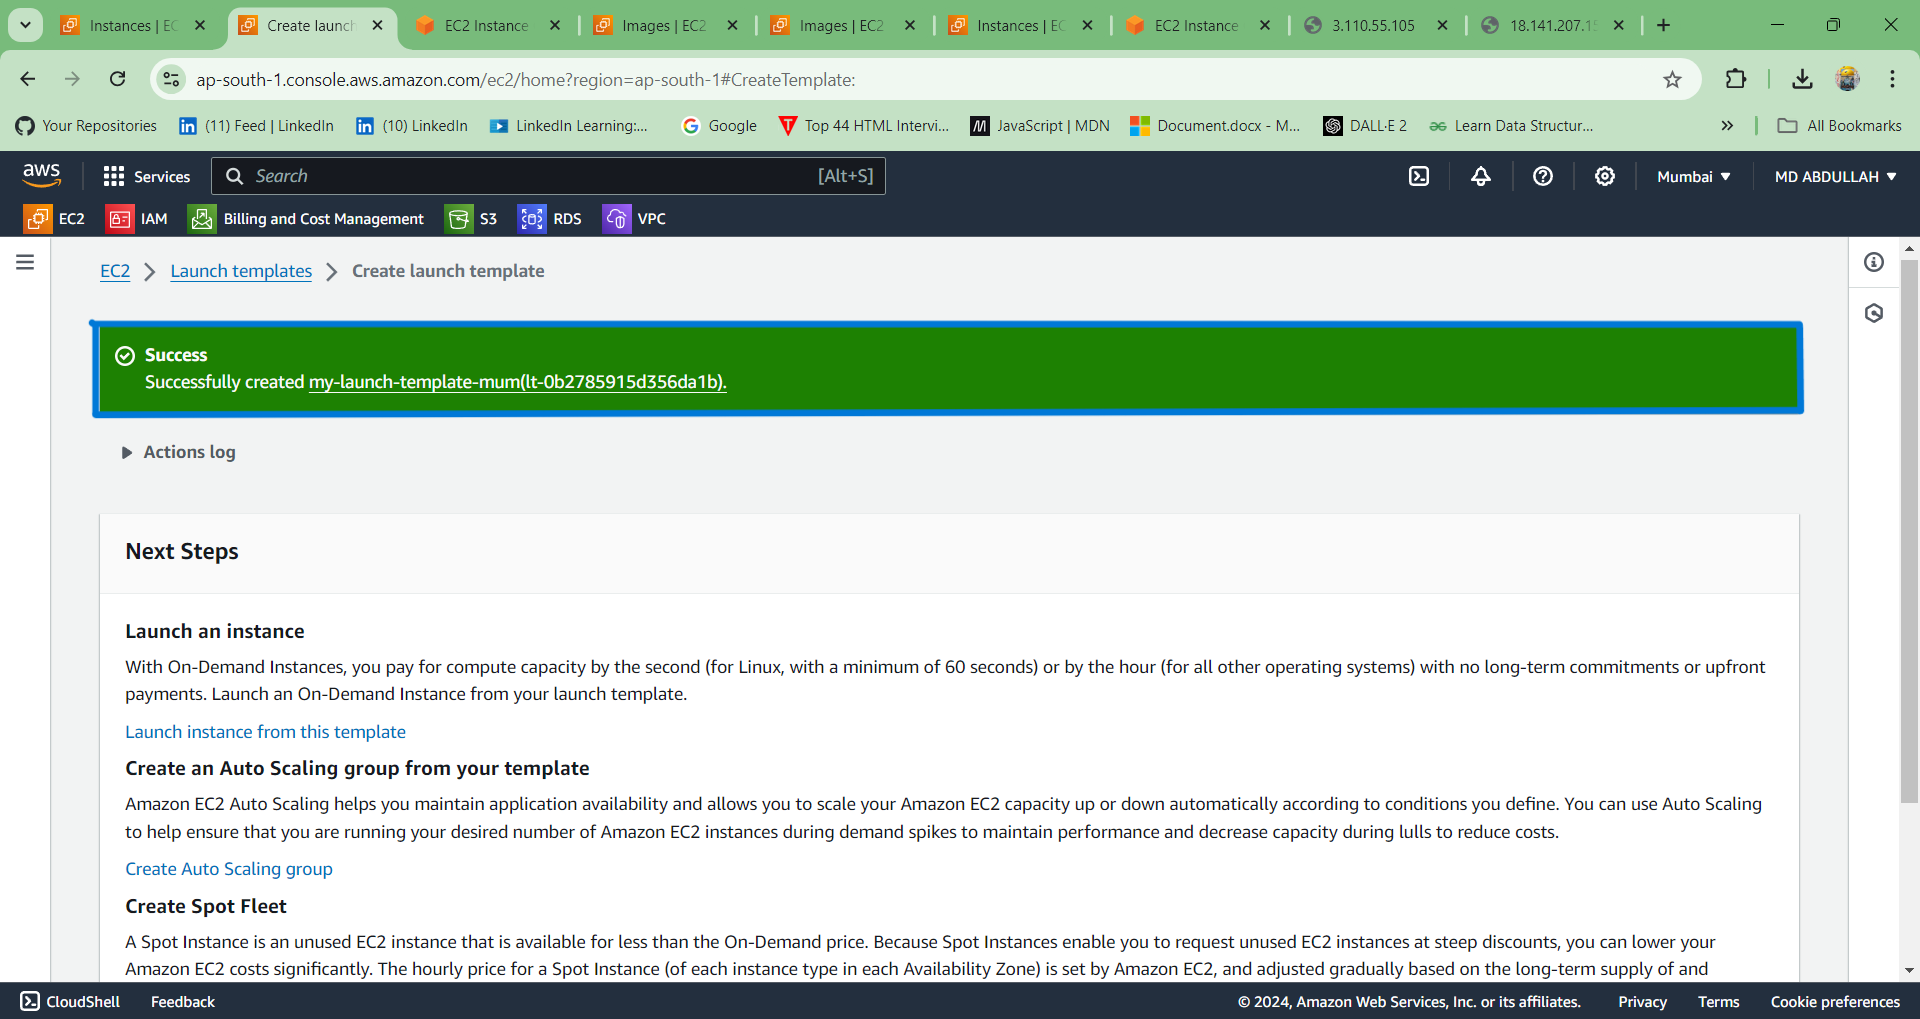 Instances | EC
Create launch
EC2 Instance
Images | EC2
Images | EC2
Instances | EC
EC2 Instance
3.110.55.105
18.141.207.15
ap-south-1.console.aws.amazon.com/ec2/home?region=ap-south-1#CreateTemplate:
Your Repositories
(11) Feed | LinkedIn
(10) LinkedIn
LinkedIn Learning:...
Google
Top 44 HTML Intervi...
JavaScript | MDN
Document.docx - M...
DALL·E 2
Learn Data Structur...
All Bookmarks
aws
Services
Search
[Alt+S]
Mumbai
MD ABDULLAH
EC2
IAM
Billing and Cost Management
S3
RDS
VPC
EC2
Launch templates
Create launch template
Success
Successfully created my-launch-template-mum(lt-0b2785915d356da1b).
Actions log
Next Steps
Launch an instance
With On-Demand Instances, you pay for compute capacity by the second (for Linux, with a minimum of 60 seconds) or by the hour (for all other operating systems) with no long-term commitments or upfront
payments. Launch an On-Demand Instance from your launch template.
Launch instance from this template
Create an Auto Scaling group from your template
Amazon EC2 Auto Scaling helps you maintain application availability and allows you to scale your Amazon EC2 capacity up or down automatically according to conditions you define. You can use Auto Scaling
to help ensure that you are running your desired number of Amazon EC2 instances during demand spikes to maintain performance and decrease capacity during lulls to reduce costs.
Create Auto Scaling group
Create Spot Fleet
A Spot Instance is an unused EC2 instance that is available for less than the On-Demand price. Because Spot Instances enable you to request unused EC2 instances at steep discounts, you can lower your
Amazon EC2 costs significantly. The hourly price for a Spot Instance (of each instance type in each Availability Zone) is set by Amazon EC2, and adjusted gradually based on the long-term supply of and
CloudShell
Feedback
© 2024, Amazon Web Services, Inc. or its affiliates.
Privacy
Terms
Cookie preferences